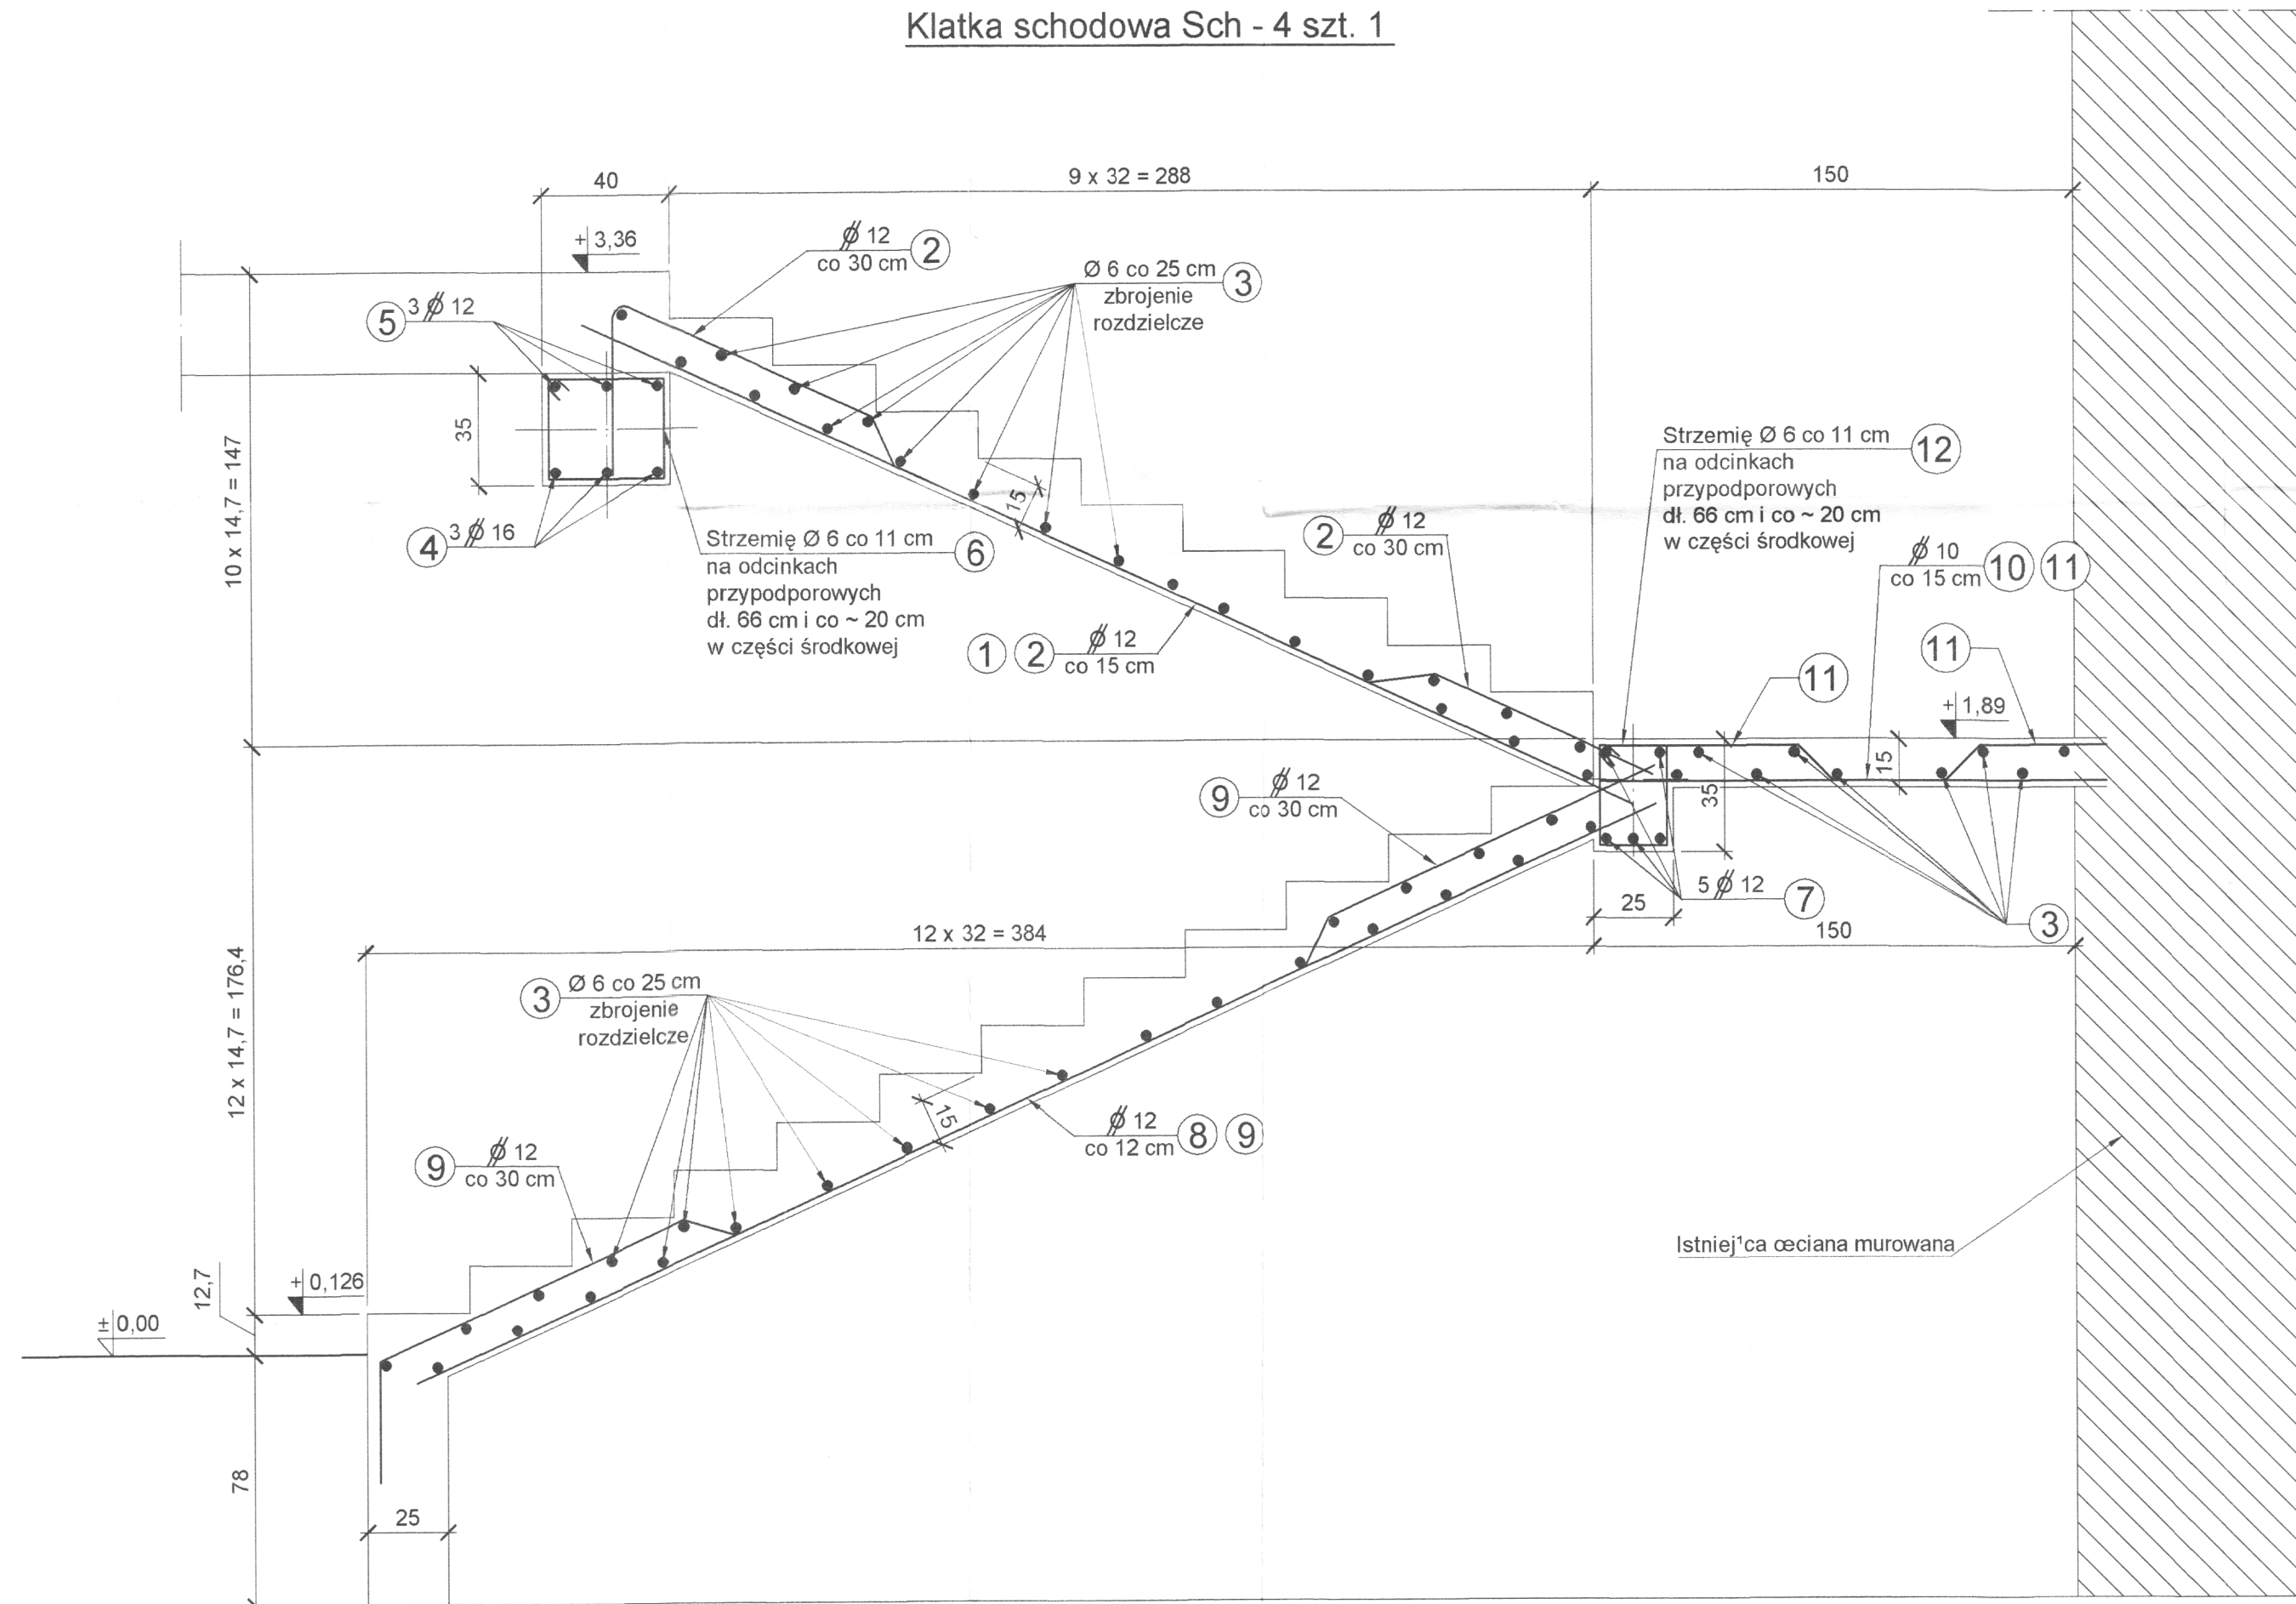 Klatka schodowa Sch - 4 szt. 1
40
9 x 32 = 288
150
+ 3,36
Ø 12
co 30 cm
2
Ø 6 co 25 cm
zbrojenie
rozdzielcze
3
5
3 Ø 12
35
4
3 Ø 16
10 x 14,7 = 147
Strzemię Ø 6 co 11 cm
na odcinkach
przypodporowych
dł. 66 cm i co ~ 20 cm
w części środkowej
6
15
1 2
Ø 12
co 15 cm
2
Ø 12
co 30 cm
Strzemię Ø 6 co 11 cm
na odcinkach
przypodporowych
dł. 66 cm i co ~ 20 cm
w części środkowej
12
Ø 10
co 15 cm
10 11
11
11
+ 1,89
15
35
9
Ø 12
co 30 cm
5 Ø 12
7
25
3
150
12 x 32 = 384
12 x 14,7 = 176,4
3
Ø 6 co 25 cm
zbrojenie
rozdzielcze
15
Ø 12
co 12 cm
8 9
9
Ø 12
co 30 cm
Istniej¹ca œciana murowana
12,7
+ 0,126
± 0,00
78
25